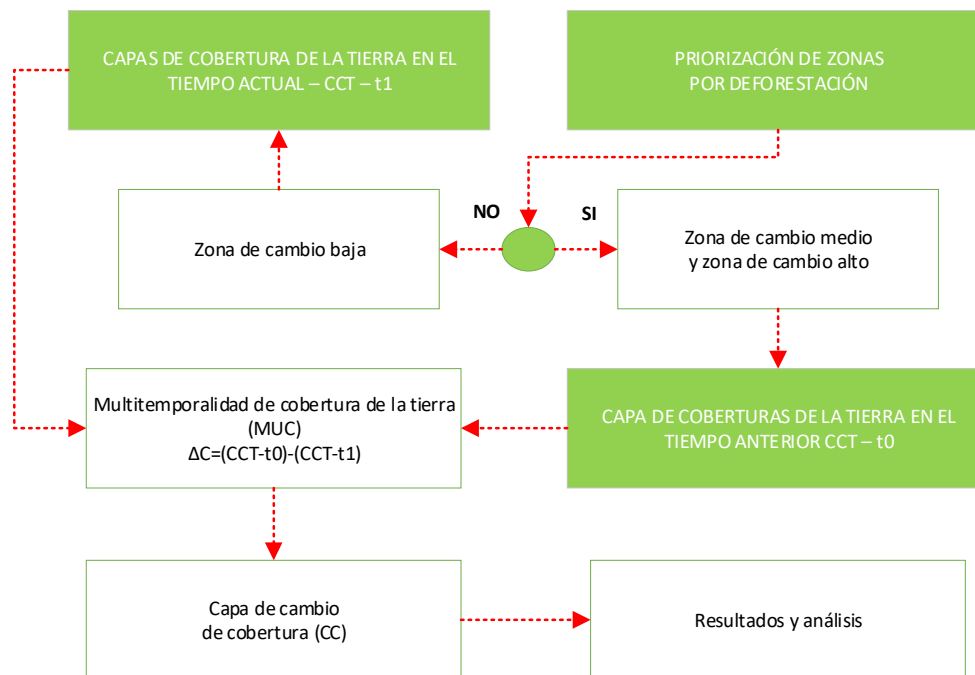 CAPAS DE COBERTURA DE LA TIERRA EN EL
TIEMPO ACTUAL – CCT – t1
PRIORIZACIÓN DE ZONAS
POR DEFORESTACIÓN
Zona de cambio baja
NO
SI
Zona de cambio medio
y zona de cambio alto
Multitemporalidad de cobertura de la tierra
(MUC)
ΔC=(CCT-t0)-(CCT-t1)
CAPA DE COBERTURAS DE LA TIERRA EN EL
TIEMPO ANTERIOR CCT – t0
Capa de cambio
de cobertura (CC)
Resultados y análisis